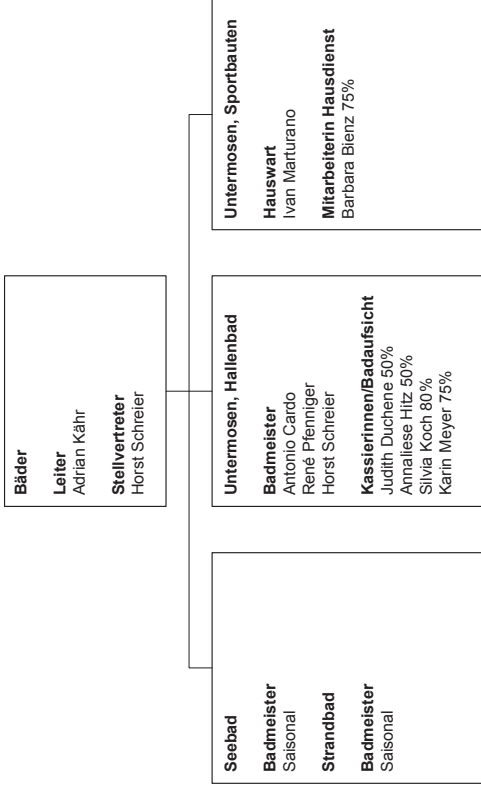 Bäder
Leiter
Adrian Kähr
Stellvertreter
Horst Schreier
Seebad
Badmeister
Saisonal
Strandbad
Badmeister
Saisonal
Untermosen, Hallenbad
Badmeister
Antonio Cardo
René Pfenniger
Horst Schreier
Kassierinnen/Badaufsicht
Judith Duchene 50%
Annaliese Hitz 50%
Silvia Koch 80%
Karin Meyer 75%
Untermosen, Sportbauten
Hauswart
Ivan Marturano
Mitarbeiterin Hausdienst
Barbara Bienz 75%